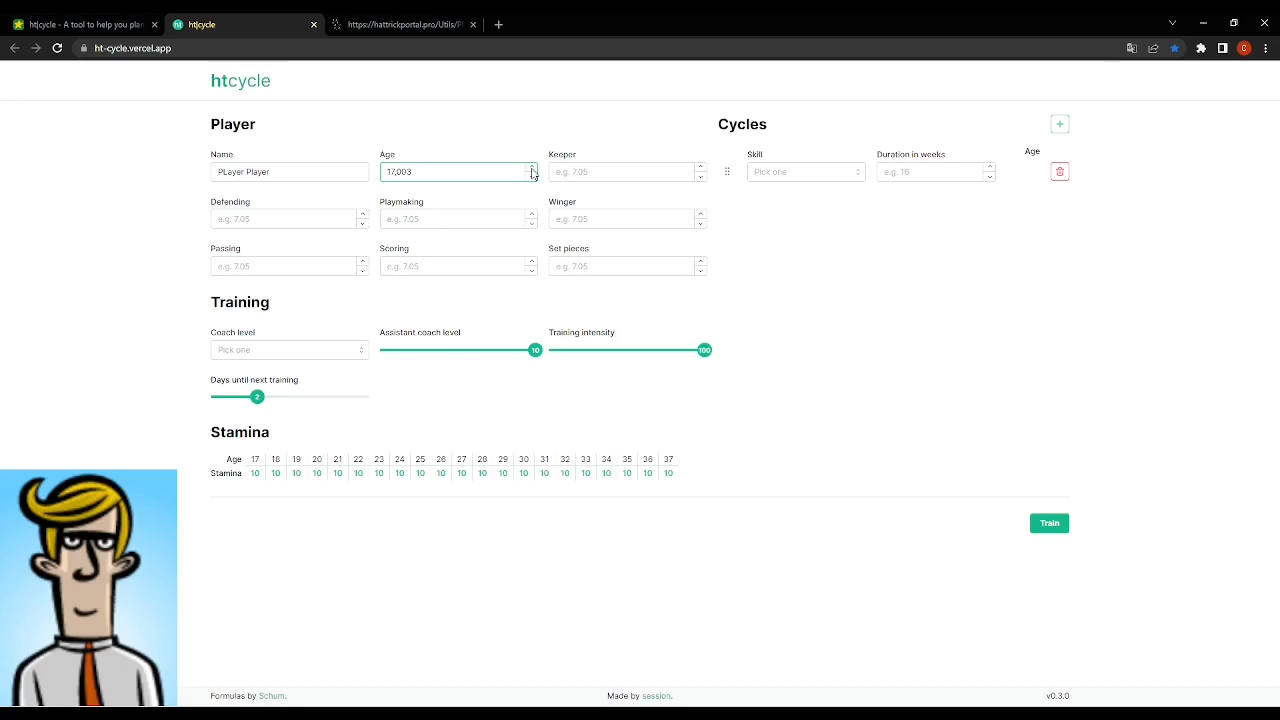 ht|cycle - A tool to help you plan
ht|cycle
https://hattrickportal.pro/Utils/Pl
ht-cycle.vercel.app
htcycle
Player
Cycles
Name
Age
Keeper
Skill
Duration in weeks
Age
PLayer Player
17,003
e.g. 7.05
Pick one
e.g. 16
Defending
Playmaking
Winger
e.g. 7.05
e.g. 7.05
e.g. 7.05
Passing
Scoring
Set pieces
e.g. 7.05
e.g. 7.05
e.g. 7.05
Training
Coach level
Assistant coach level
Training intensity
Pick one
10
100
Days until next training
2
Stamina
Age 17 18 19 20 21 22 23 24 25 26 27 28 29 30 31 32 33 34 35 36 37
Stamina 10 10 10 10 10 10 10 10 10 10 10 10 10 10 10 10 10 10 10 10 10
Train
Formulas by Schum.
Made by session.
v0.3.0